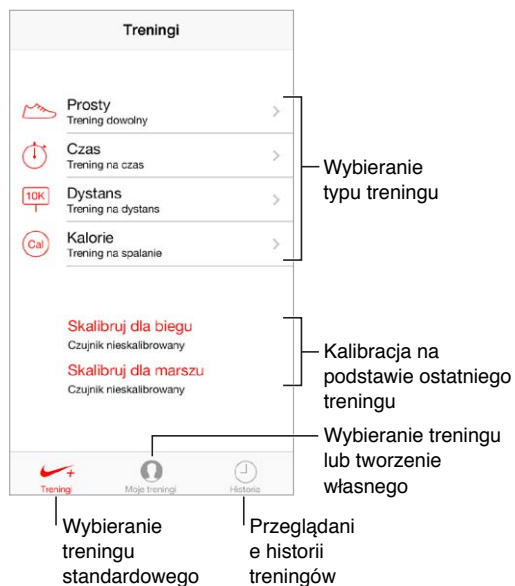 Treningi
Prosty
Trening dowolny
Czas
Trening na czas
10K
Dystans
Trening na dystans
Cal
Kalorie
Trening na spalanie
Wybieranie
typu treningu
Skalibruj dla biegu
Czujnik nieskalibrowany
Skalibruj dla marszu
Czujnik nieskalibrowany
Kalibracja na
podstawie ostatniego
treningu
Wybieranie treningu
lub tworzenie
własnego
Treningi
Moje treningi
Historia
Wybieranie
treningu
standardowego
Przeglądani
e historii
treningów